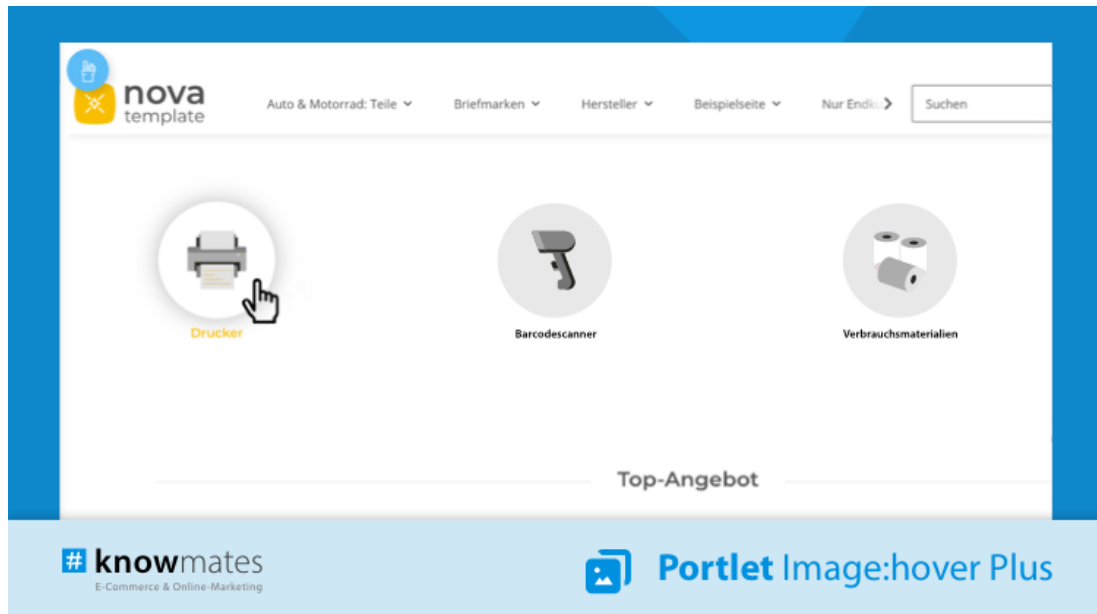 nova
template
Auto & Motorrad: Teile
Briefmarken
Hersteller
Beispielseite
Nur
Suchen
Drucker
Barcodescanner
Verbrauchsmaterialien
Top-Angebot
# knowmates
E-Commerce & Online-Marketing
Portlet Image:hover Plus